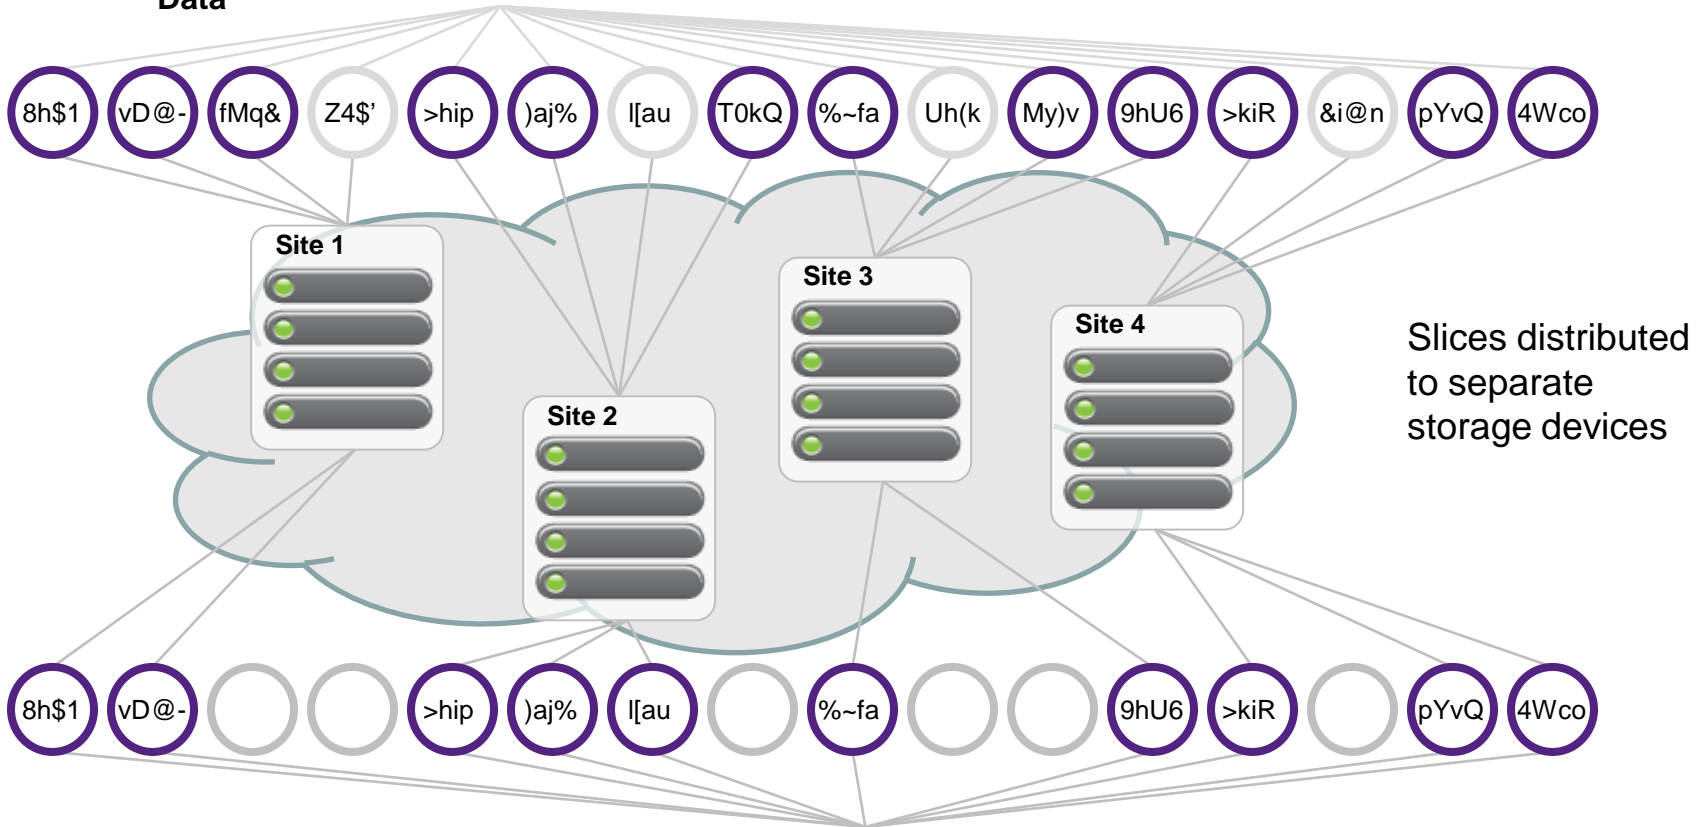 Data
8h$1 vD@- fMq& Z4$’ >hip )aj% I[au T0kQ %~fa Uh(k My)v 9hU6 >kiR &i@n pYvQ 4Wco
Site 1
Site 2
Site 3
Site 4
Slices distributed
to separate
storage devices
8h$1 vD@- >hip )aj% I[au %~fa 9hU6 >kiR pYvQ 4Wco